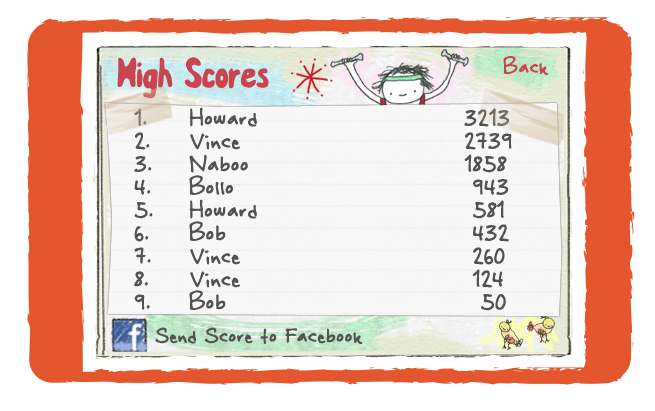 High Scores
Back
1. Howard 3213
2. Vince 2739
3. Naboo 1858
4. Bollo 943
5. Howard 581
6. Bob 432
7. Vince 260
8. Vince 124
9. Bob 50
f Send Score to Facebook